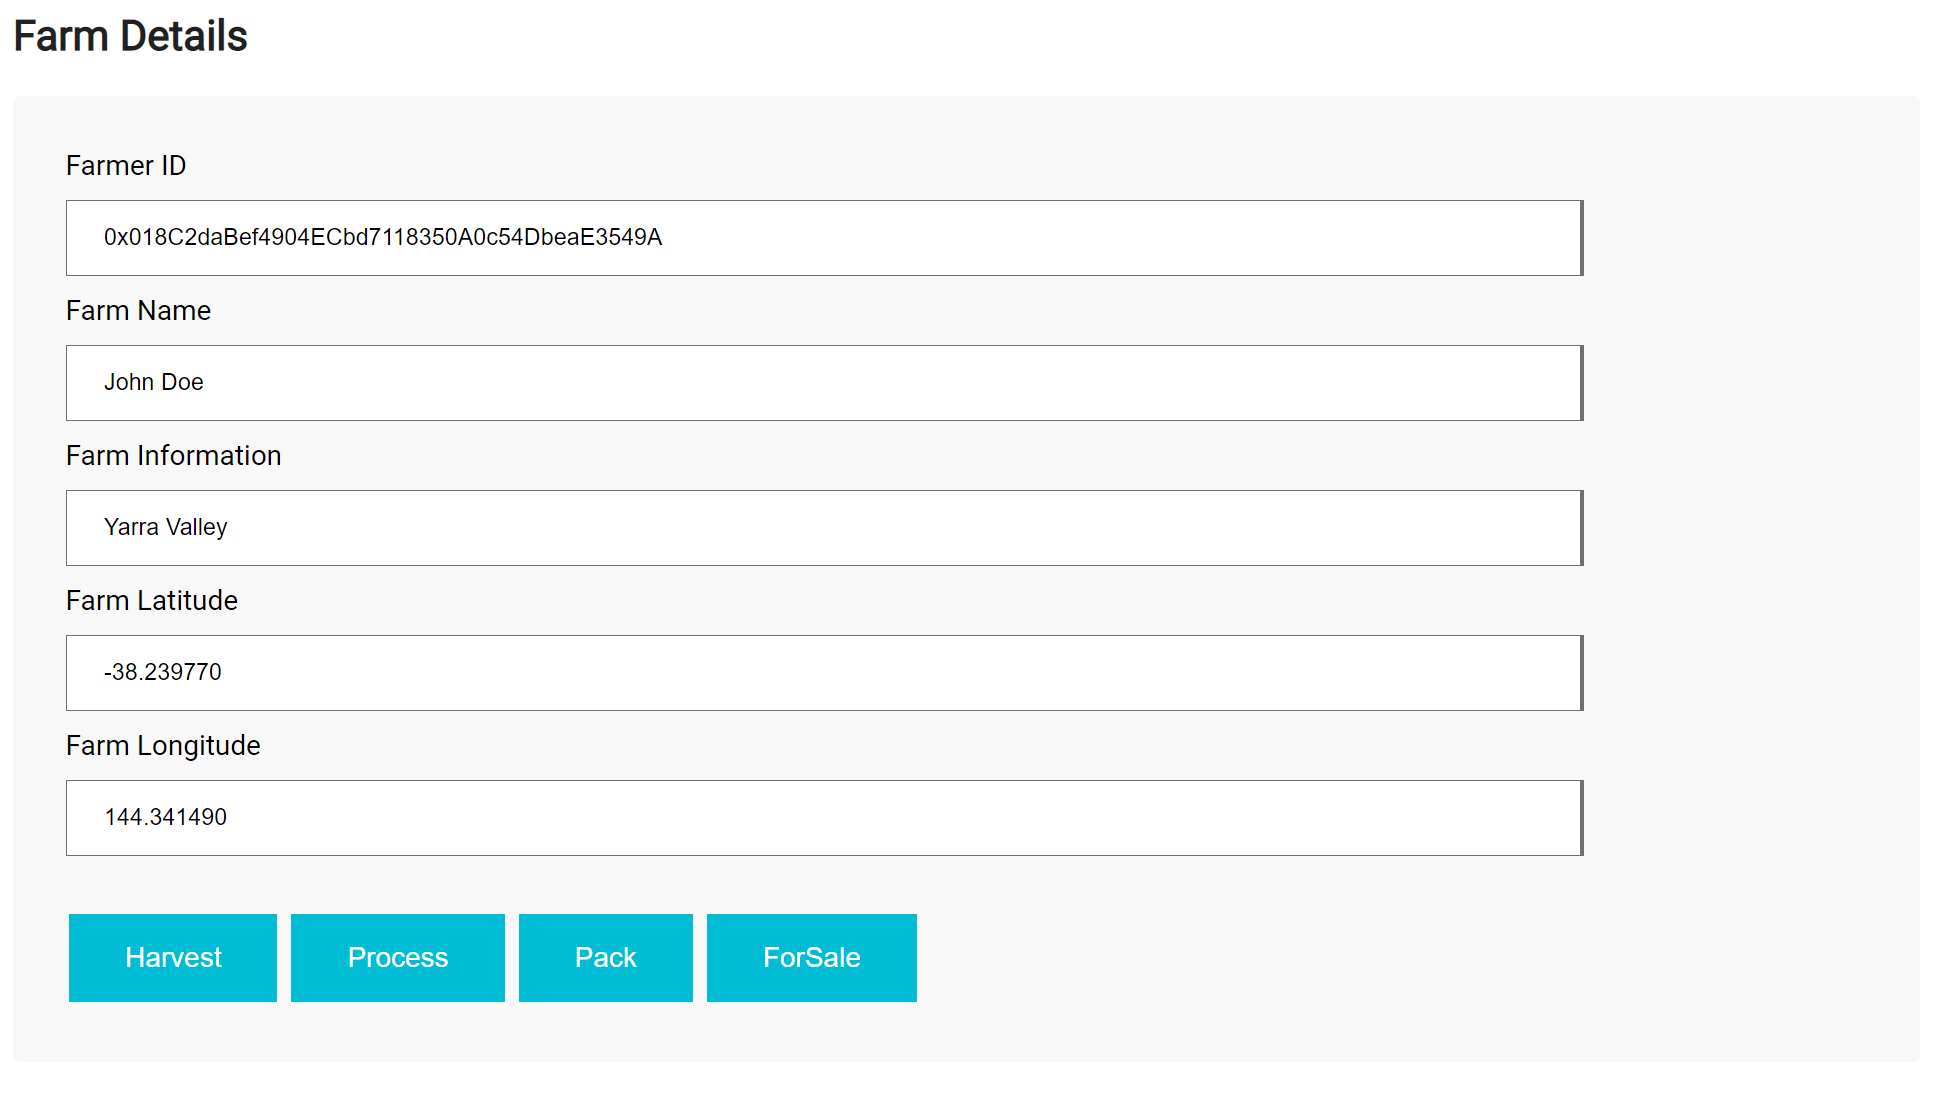 Farm Details
Farmer ID
0x018C2daBef4904ECbd7118350A0c54DbeaE3549A
Farm Name
John Doe
Farm Information
Yarra Valley
Farm Latitude
-38.239770
Farm Longitude
144.341490
Harvest Process Pack ForSale